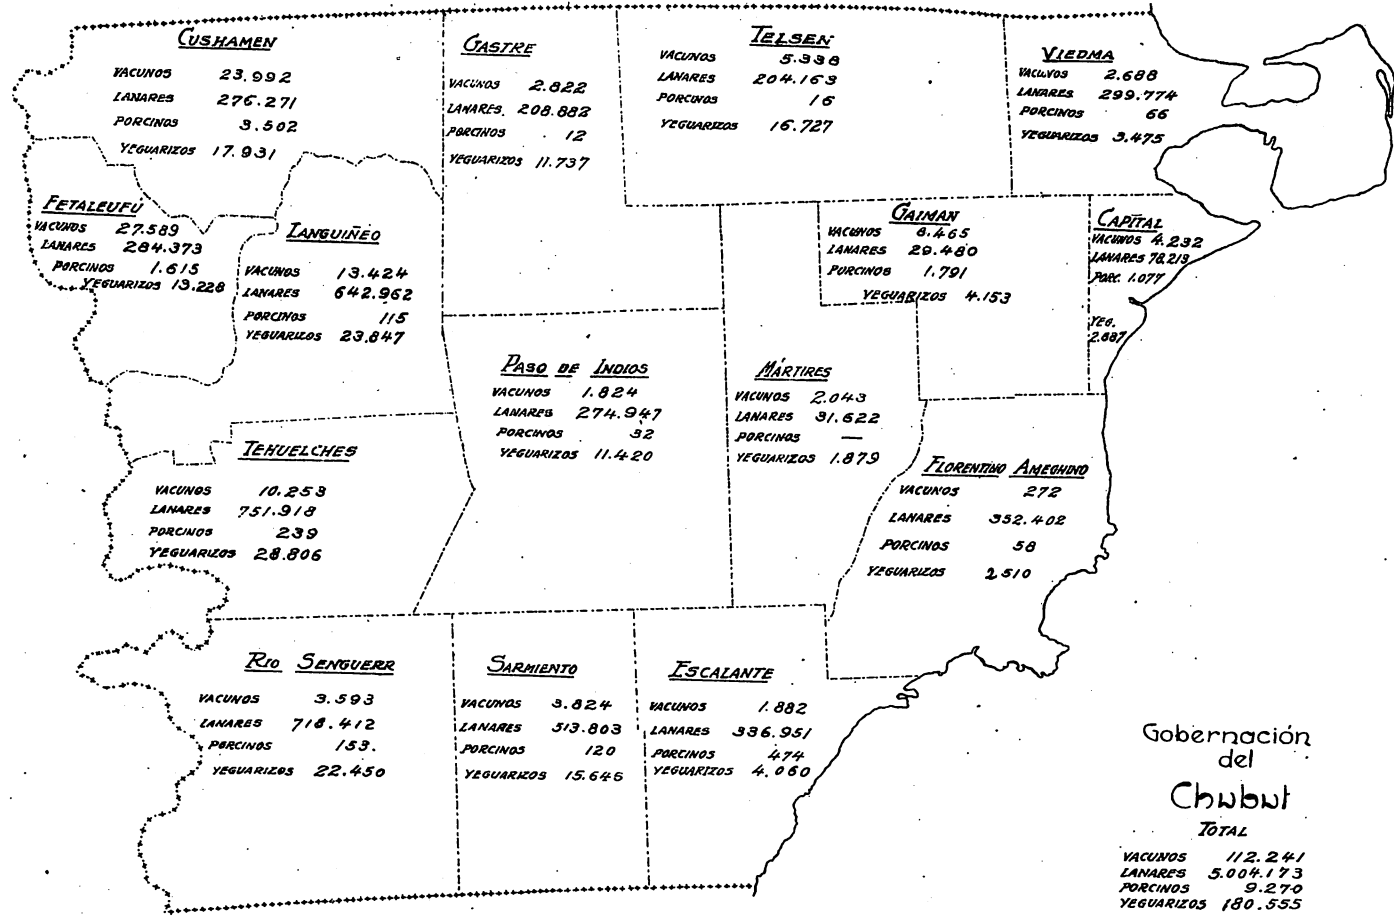 CUSHAMEN
VACUNOS 23.992
LANARES 276.271
PORCINOS 3.502
YEGUARIZOS 17.931
GASTRE
VACUNOS 2.822
LANARES. 208.882
PORCINOS 12
YEGUARIZOS 11.737
TELSEN
VACUNOS 5.338
LANARES 204.163
PORCINOS 16
YEGUARIZOS 16.727
VIEDMA
VACUNOS 2.688
LANARES 299.774
PORCINOS 66
YEGUARIZOS 3.475
FETALEUFÚ
VACUNOS 27.589
LANARES 284.373
PORCINOS 1.615
YEGUARIZOS 13.228
LANGUIÑEO
VACUNOS 13.424
LANARES 642.962
PORCINOS 115
YEGUARIZOS 23.847
GAIMAN
VACUNOS 8.465
LANARES 29.480
PORCINOS 1.791
YEGUARIZOS 4.153
CAPITAL
VACUNOS 4.232
LANARES 78.213
PORC. 1.077
YEG.
2.687
PASO DE INDIOS
VACUNOS 1.824
LANARES 274.947
PORCINOS 32
YEGUARIZOS 11.420
MÁRTIRES
VACUNOS 2.043
LANARES 31.622
PORCINOS —
YEGUARIZOS 1.879
TEHUELCHES
VACUNOS 10.253
LANARES 751.918
PORCINOS 239
YEGUARIZOS 28.806
FLORENTINO AMEGHINO
VACUNOS 272
LANARES 352.402
PORCINOS 58
YEGUARIZOS 2510
RIO SENGUERR
VACUNOS 3.593
LANARES 718.412
PORCINOS 153.
YEGUARIZOS 22.450
SARMIENTO
VACUNOS 3.824
LANARES 513.803
PORCINOS 120
YEGUARIZOS 15.645
ESCALANTE
VACUNOS 1.882
LANARES 336.951
PORCINOS 474
YEGUARIZOS 4.060
Gobernación
del
Chubut
TOTAL
VACUNOS 112.241
LANARES 5.004.173
PORCINOS 9.270
YEGUARIZOS 180.555